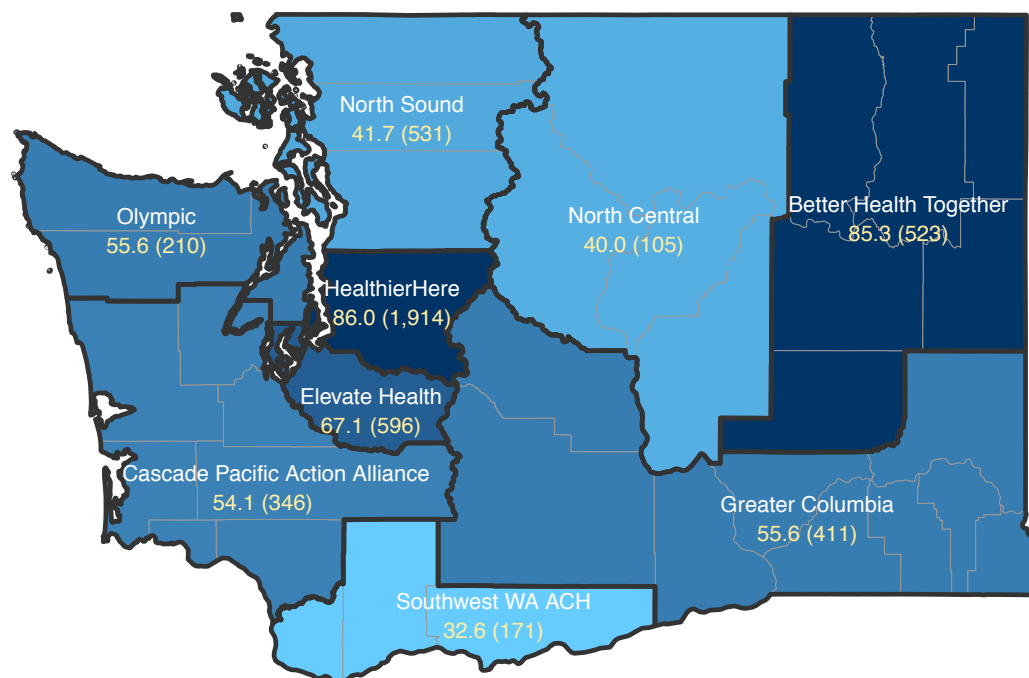 North Sound
41.7 (531)
Olympic
55.6 (210)
North Central
40.0 (105)
Better Health Together
85.3 (523)
HealthierHere
86.0 (1,914)
Elevate Health
67.1 (596)
Cascade Pacific Action Alliance
54.1 (346)
Greater Columbia
55.6 (411)
Southwest WA ACH
32.6 (171)